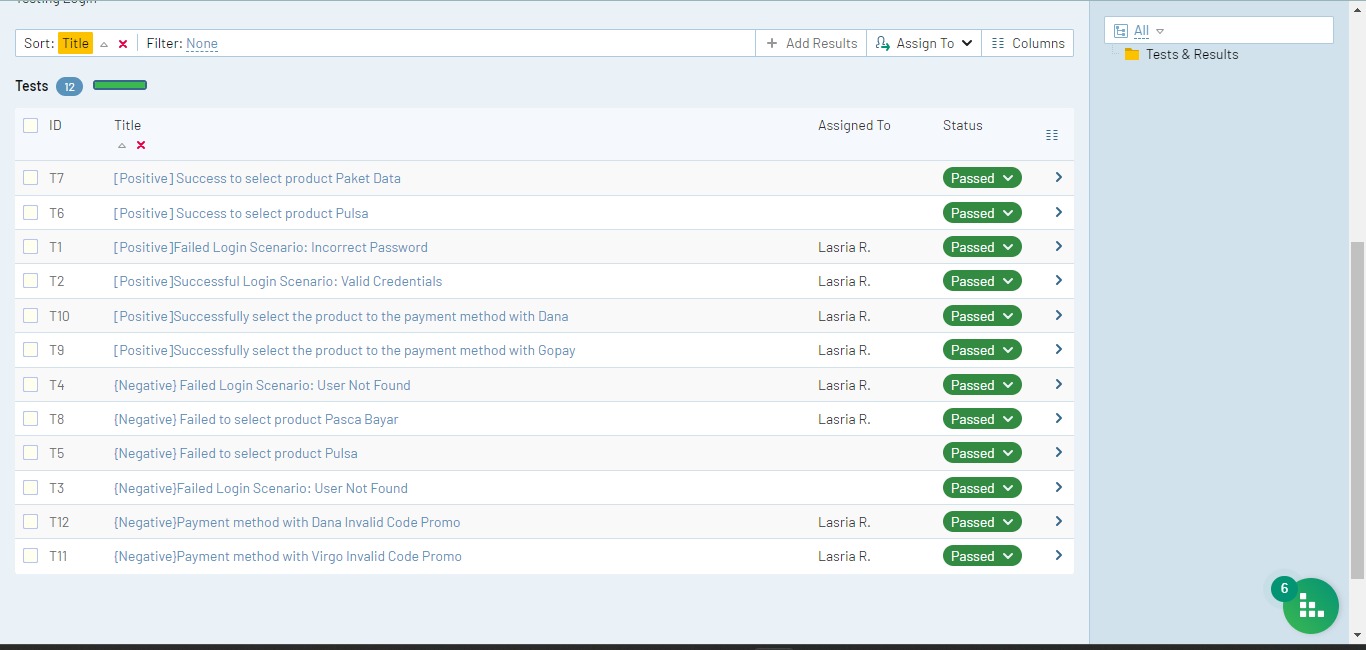 Testing Login
Sort: Title Filter: None
Add Results
Assign To
Columns
All
Tests & Results
Tests 12
ID Title Assigned To Status
T7 [Positive] Success to select product Paket Data Passed
T6 [Positive] Success to select product Pulsa Passed
T1 [Positive]Failed Login Scenario: Incorrect Password Lasria R. Passed
T2 [Positive]Successful Login Scenario: Valid Credentials Lasria R. Passed
T10 [Positive]Successfully select the product to the payment method with Dana Lasria R. Passed
T9 [Positive]Successfully select the product to the payment method with Gopay Lasria R. Passed
T4 {Negative} Failed Login Scenario: User Not Found Lasria R. Passed
T8 {Negative} Failed to select product Pasca Bayar Lasria R. Passed
T5 {Negative} Failed to select product Pulsa Passed
T3 {Negative}Failed Login Scenario: User Not Found Passed
T12 {Negative}Payment method with Dana Invalid Code Promo Lasria R. Passed
T11 {Negative}Payment method with Virgo Invalid Code Promo Lasria R. Passed
6